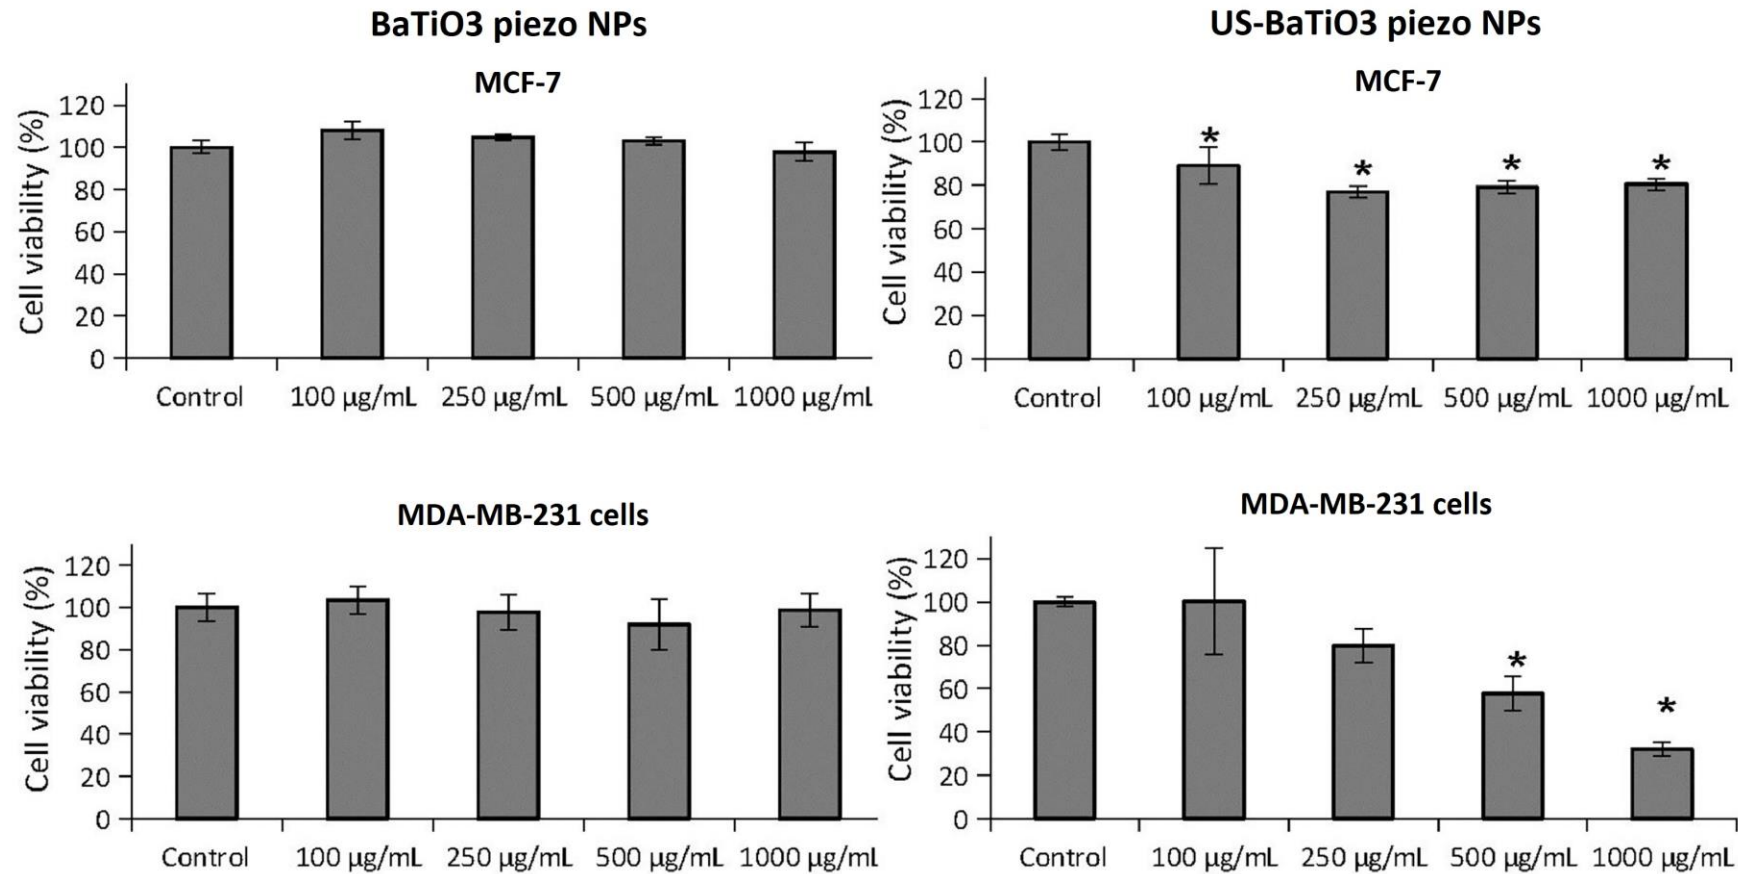 BaTiO3 piezo NPs
MCF-7
Cell viability (%)
120
100
80
60
40
20
0
Control 100 µg/mL 250 µg/mL 500 µg/mL 1000 µg/mL
US-BaTiO3 piezo NPs
MCF-7
Cell viability (%)
120
100
80
60
40
20
0
* * * *
Control 100 µg/mL 250 µg/mL 500 µg/mL 1000 µg/mL
MDA-MB-231 cells
Cell viability (%)
120
100
80
60
40
20
0
Control 100 µg/mL 250 µg/mL 500 µg/mL 1000 µg/mL
MDA-MB-231 cells
Cell viability (%)
120
100
80
60
40
20
0
* *
Control 100 µg/mL 250 µg/mL 500 µg/mL 1000 µg/mL